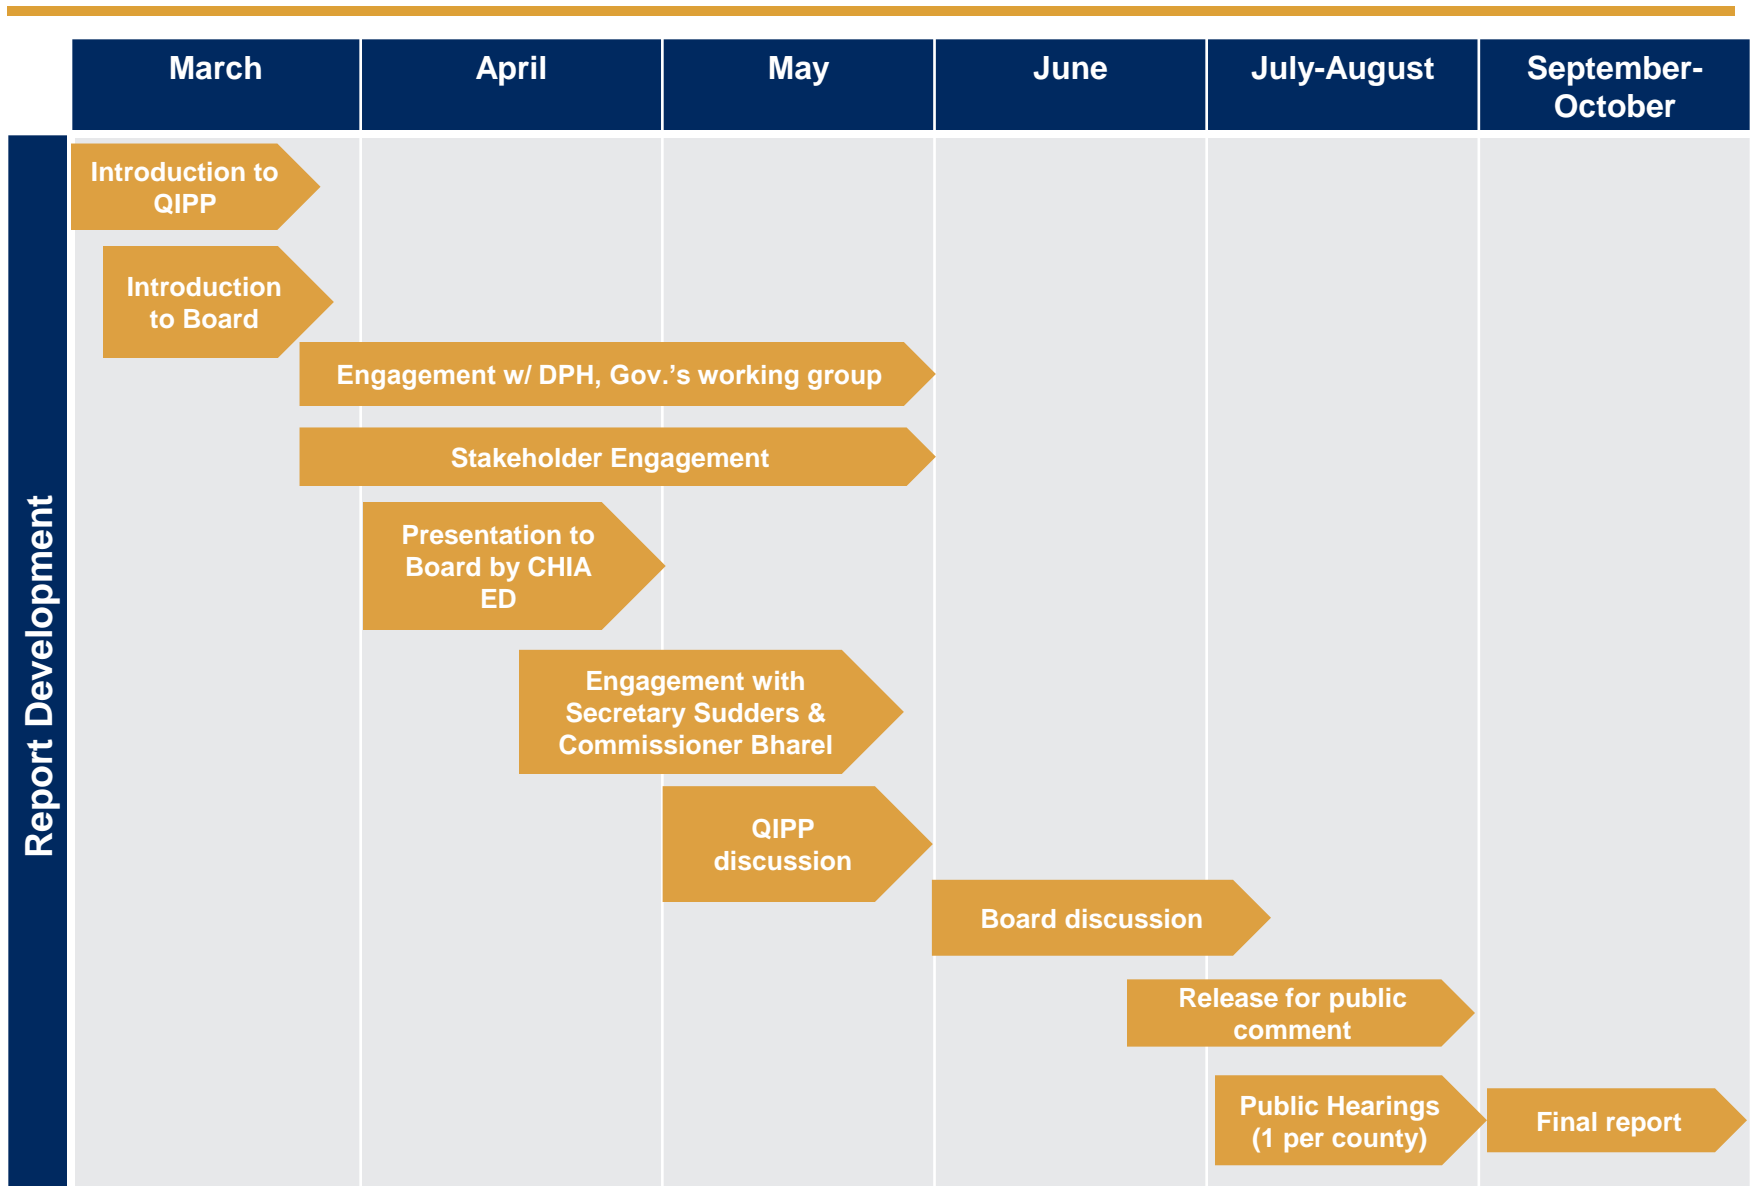 March
April
May
June
July-August
September-
October
Report Development
Introduction to
QIPP
Introduction
to Board
Engagement w/ DPH, Gov.’s working group
Stakeholder Engagement
Presentation to
Board by CHIA
ED
Engagement with
Secretary Sudders &
Commissioner Bharel
QIPP
discussion
Board discussion
Release for public
comment
Public Hearings
(1 per county)
Final report